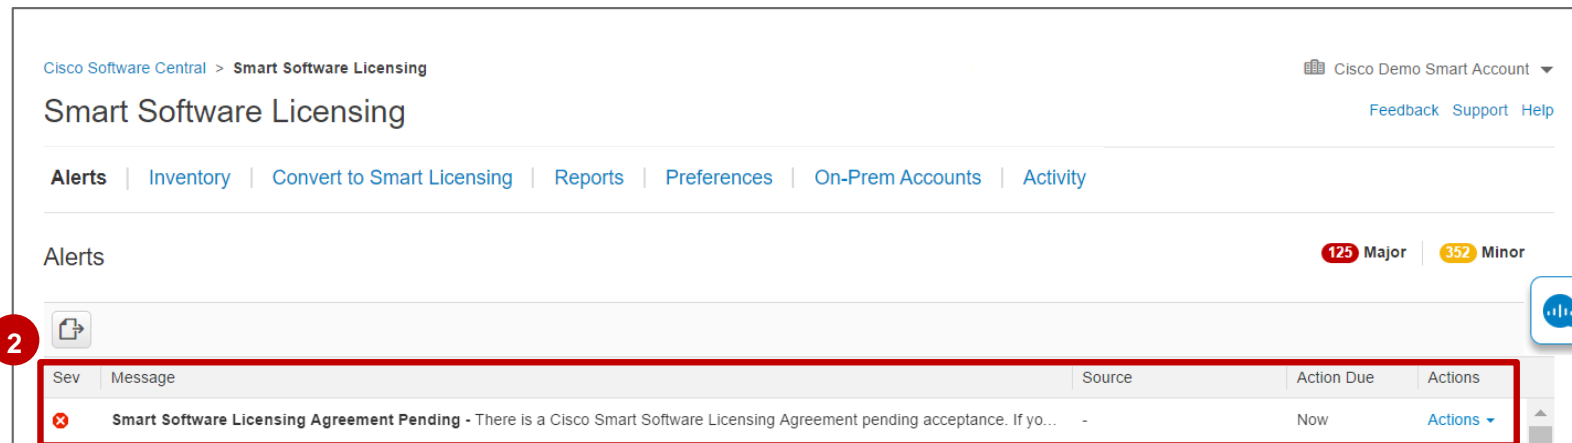 Cisco Software Central > Smart Software Licensing
Cisco Demo Smart Account
Smart Software Licensing
Feedback Support Help
Alerts | Inventory | Convert to Smart Licensing | Reports | Preferences | On-Prem Accounts | Activity
Alerts
125 Major 352 Minor
2
Sev Message Source Action Due Actions
Smart Software Licensing Agreement Pending - There is a Cisco Smart Software Licensing Agreement pending acceptance. If yo... - Now Actions